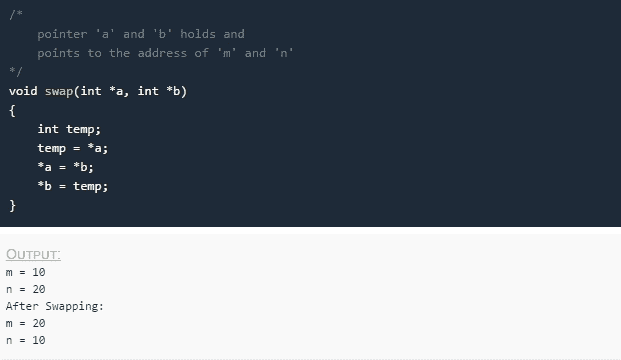 /*
pointer 'a' and 'b' holds and
points to the address of 'm' and 'n'
*/
void swap(int *a, int *b)
{
int temp;
temp = *a;
*a = *b;
*b = temp;
}
OUTPUT:
m = 10
n = 20
After Swapping:
m = 20
n = 10